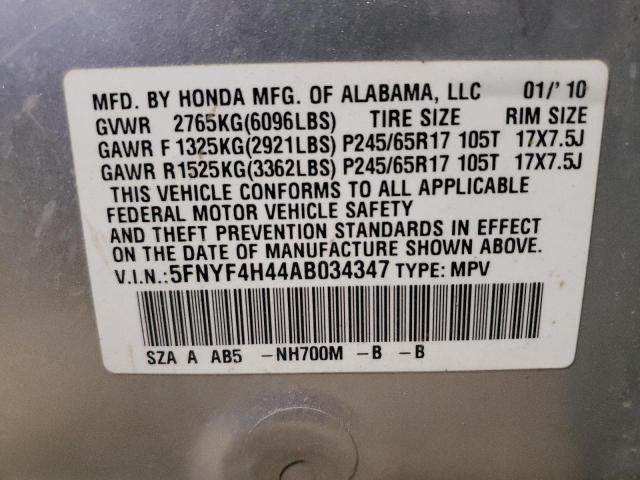 MFD. BY HONDA MFG. OF ALABAMA, LLC 01/'10
GVWR 2765KG(6096LBS) TIRE SIZE RIM SIZE
GAWR F 1325KG(2921LBS) P245/65R17 105T 17X7.5J
GAWR R1525KG(3362LBS) P245/65R17 105T 17X7.5J
THIS VEHICLE CONFORMS TO ALL APPLICABLE
FEDERAL MOTOR VEHICLE SAFETY
AND THEFT PREVENTION STANDARDS IN EFFECT
ON THE DATE OF MANUFACTURE SHOWN ABOVE.
V.I.N.:5FNYF4H44AB034347 TYPE: MPV
SZA A AB5 -NH700M -B -B